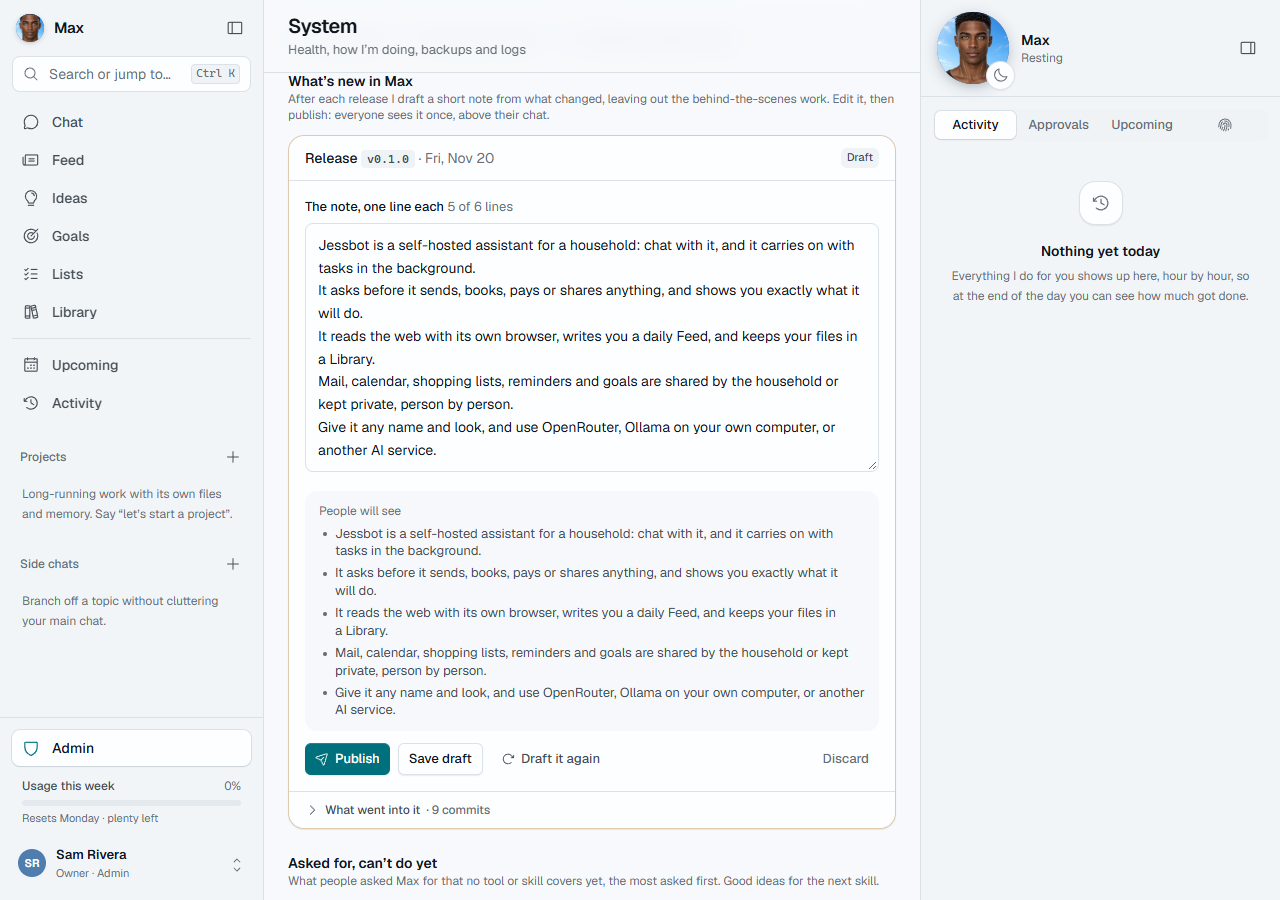 Max
Search or jump to...
Ctrl K
Chat
Feed
Ideas
Goals
Lists
Library
Upcoming
Activity
Projects
Long-running work with its own files
and memory. Say “let’s start a project”.
Side chats
Branch off a topic without cluttering
your main chat.
Admin
Usage this week 0%
Resets Monday · plenty left
SR
Sam Rivera
Owner · Admin
System
Health, how I’m doing, backups and logs
What’s new in Max
After each release I draft a short note from what changed, leaving out the behind-the-scenes work. Edit it, then
publish: everyone sees it once, above their chat.
Release v0.1.0 · Fri, Nov 20
Draft
The note, one line each 5 of 6 lines
Jessbot is a self-hosted assistant for a household: chat with it, and it carries on with
tasks in the background.
It asks before it sends, books, pays or shares anything, and shows you exactly what it
will do.
It reads the web with its own browser, writes you a daily Feed, and keeps your files in
a Library.
Mail, calendar, shopping lists, reminders and goals are shared by the household or
kept private, person by person.
Give it any name and look, and use OpenRouter, Ollama on your own computer, or
another AI service.
People will see
Jessbot is a self-hosted assistant for a household: chat with it, and it carries on with
tasks in the background.
It asks before it sends, books, pays or shares anything, and shows you exactly what it
will do.
It reads the web with its own browser, writes you a daily Feed, and keeps your files in
a Library.
Mail, calendar, shopping lists, reminders and goals are shared by the household or kept
private, person by person.
Give it any name and look, and use OpenRouter, Ollama on your own computer, or another
AI service.
Publish
Save draft
Draft it again
Discard
What went into it · 9 commits
Asked for, can’t do yet
What people asked Max for that no tool or skill covers yet, the most asked first. Good ideas for the next skill.
Max
Resting
Activity
Approvals
Upcoming
Nothing yet today
Everything I do for you shows up here, hour by hour, so
at the end of the day you can see how much got done.